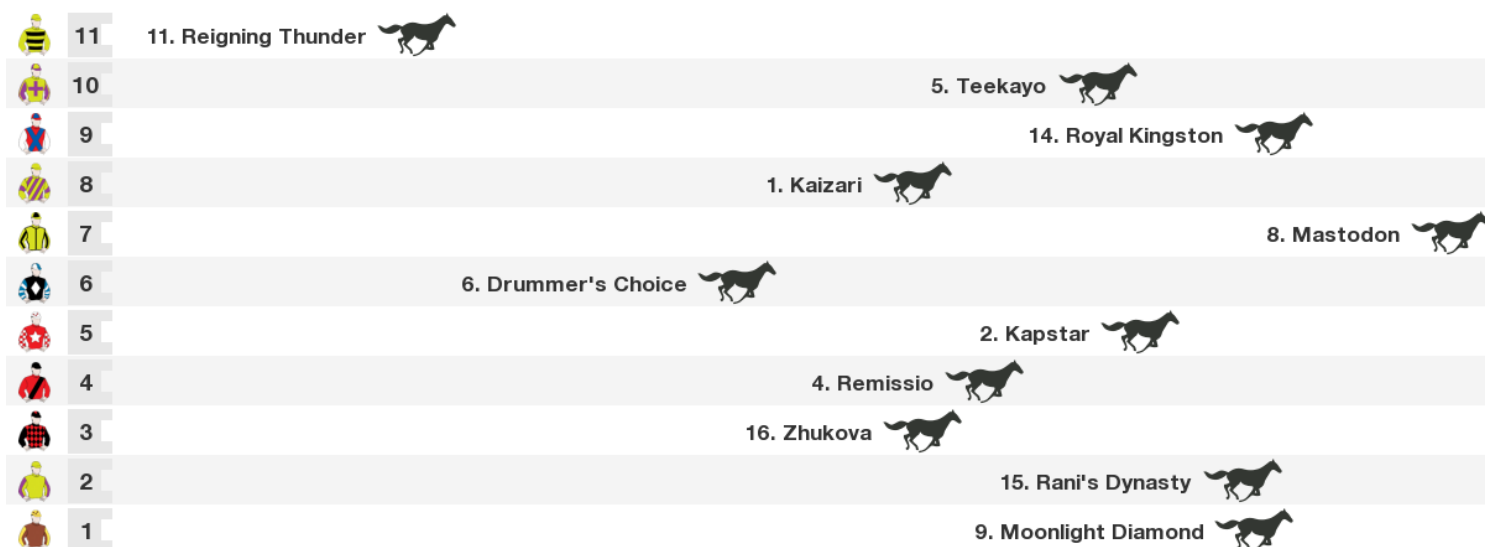 11 11. Reigning Thunder
10 5. Teekayo
9 14. Royal Kingston
8 1. Kaizari
7 8. Mastodon
6 6. Drummer's Choice
5 2. Kapstar
4 4. Remissio
3 16. Zhukova
2 15. Rani's Dynasty
1 9. Moonlight Diamond